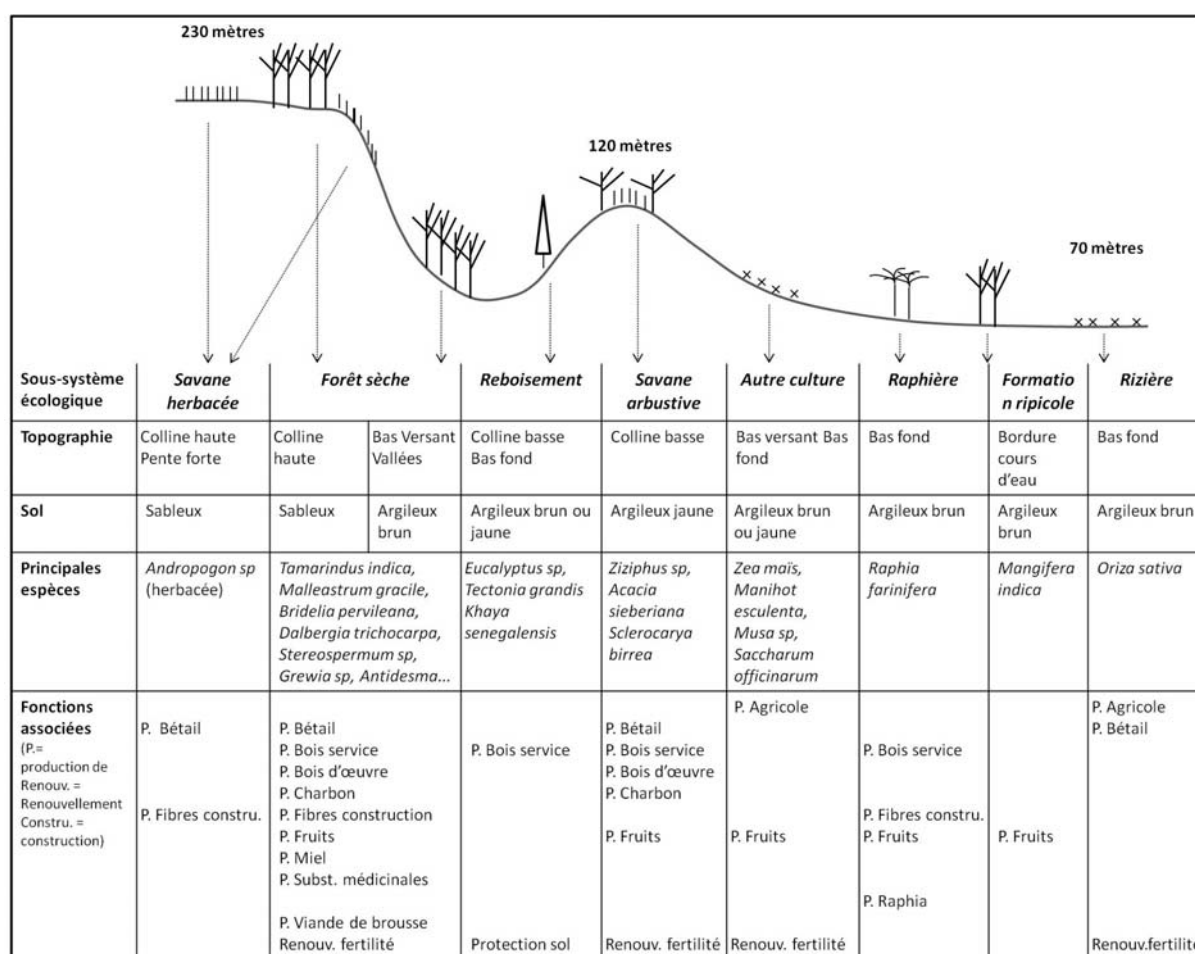 230 mètres
120 mètres
70 mètres
Sous-système écologique
Savane herbacée
Forêt sèche
Reboisement
Savane arbustive
Autre culture
Raphière
Formatio n ripicole
Rizière
Topographie
Colline haute
Pente forte
Colline haute
Bas Versant
Vallées
Colline basse
Bas fond
Colline basse
Bas versant Bas fond
Bas fond
Bordure cours d'eau
Bas fond
Sol
Sableux
Sableux
Argileux brun
Argileux brun ou jaune
Argileux jaune
Argileux brun ou jaune
Argileux brun
Argileux brun
Argileux brun
Principales espèces
Andropogon sp
(herbacée)
Tamarindus indica,
Malleastrum gracile,
Bridelia pervileana,
Dalbergia trichocarpa,
Stereospermum sp,
Grewia sp, Antidesma...
Eucalyptus sp,
Tectonia grandis
Khaya
senegalensis
Ziziphus sp,
Acacia
sieberiana
Sclerocarya
birrea
Zea maïs,
Manihot
esculenta,
Musa sp,
Saccharum
officinarum
Raphia
farinifera
Mangifera
indica
Oriza sativa
Fonctions
associées
(P.=
production de
Renouv. =
Renouvellement
Constru. =
construction)
P. Bétail
P. Fibres constru.
P. Bétail
P. Bois service
P. Bois d'œuvre
P. Charbon
P. Fibres construction
P. Fruits
P. Miel
P. Subst. médicinales
P. Viande de brousse
Renouv. fertilité
P. Bois service
Protection sol
P. Bétail
P. Bois service
P. Bois d'œuvre
P. Charbon
P. Fruits
Renouv. fertilité
P. Agricole
P. Fruits
Renouv. fertilité
P. Bois service
P. Fibres constru.
P. Fruits
P. Raphia
P. Fruits
P. Agricole
P. Bétail
Renouv.fertilité